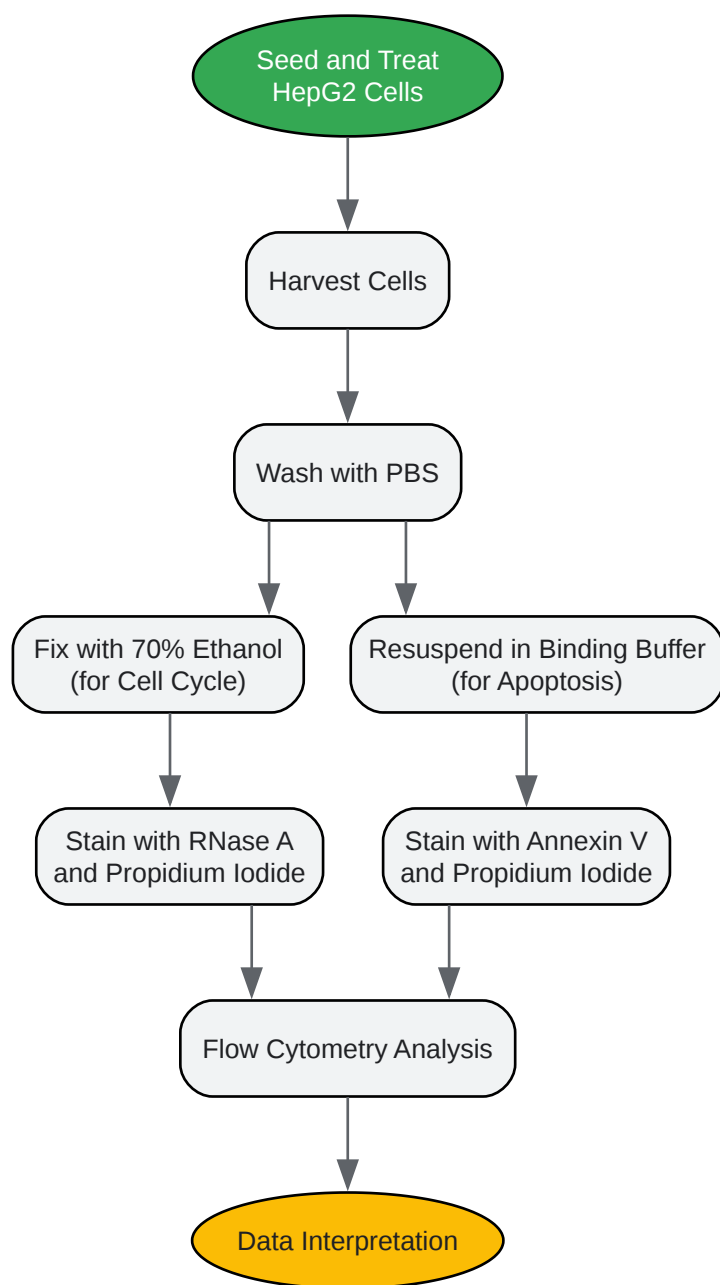 Seed and Treat
HepG2 Cells
Harvest Cells
Wash with PBS
Fix with 70% Ethanol
(for Cell Cycle)
Resuspend in Binding Buffer
(for Apoptosis)
Stain with RNase A
and Propidium Iodide
Stain with Annexin V
and Propidium Iodide
Flow Cytometry Analysis
Data Interpretation